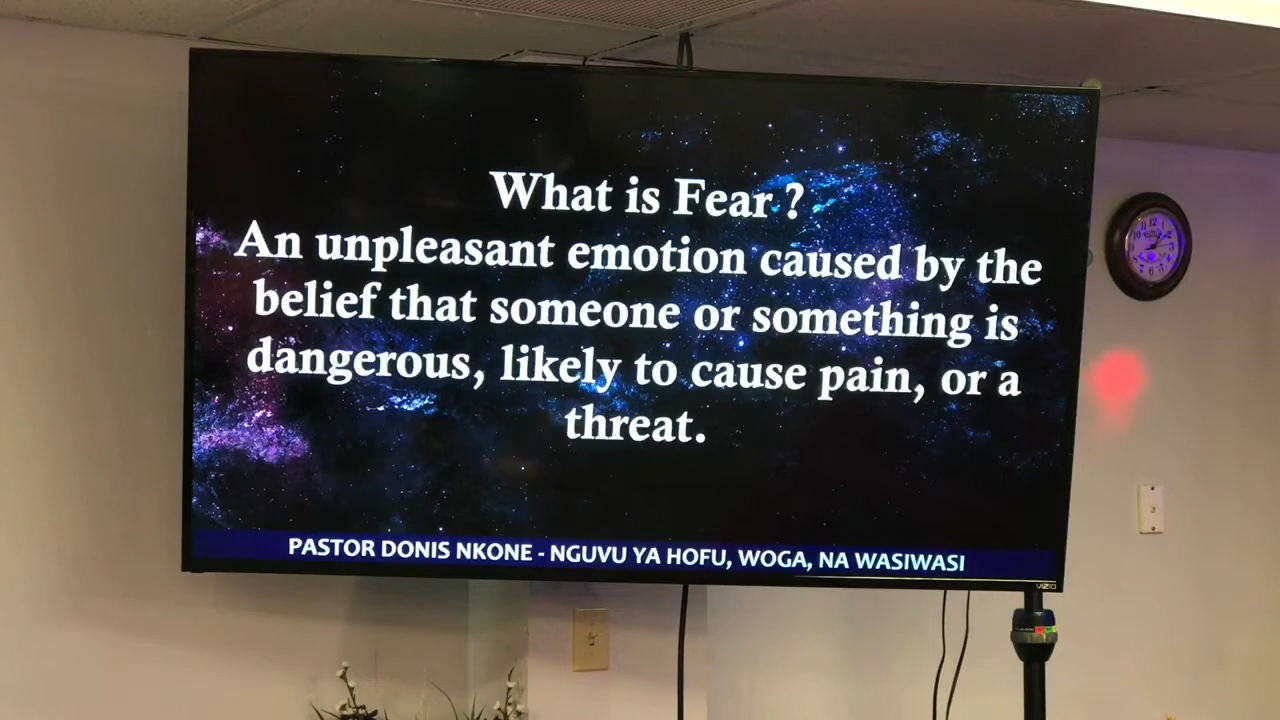 What is Fear ?
An unpleasant emotion caused by the
belief that someone or something is
dangerous, likely to cause pain, or a
threat.
PASTOR DONIS NKONE - NGUVU YA HOFU, WOGA, NA WASIWASI
VIZIO